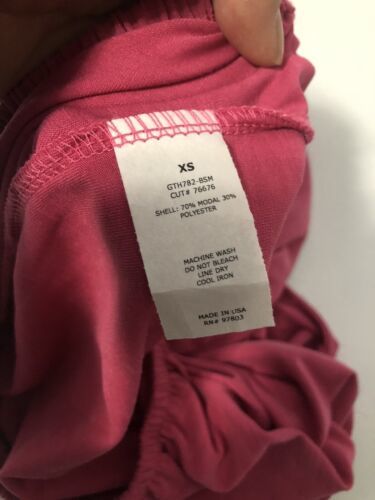 XS
GTH782-BSM
CUT# 76676
SHELL: 70% MODAL 30%
POLYESTER
MACHINE WASH
DO NOT BLEACH
LINE DRY
COOL IRON
MADE IN USA
RN# 97803